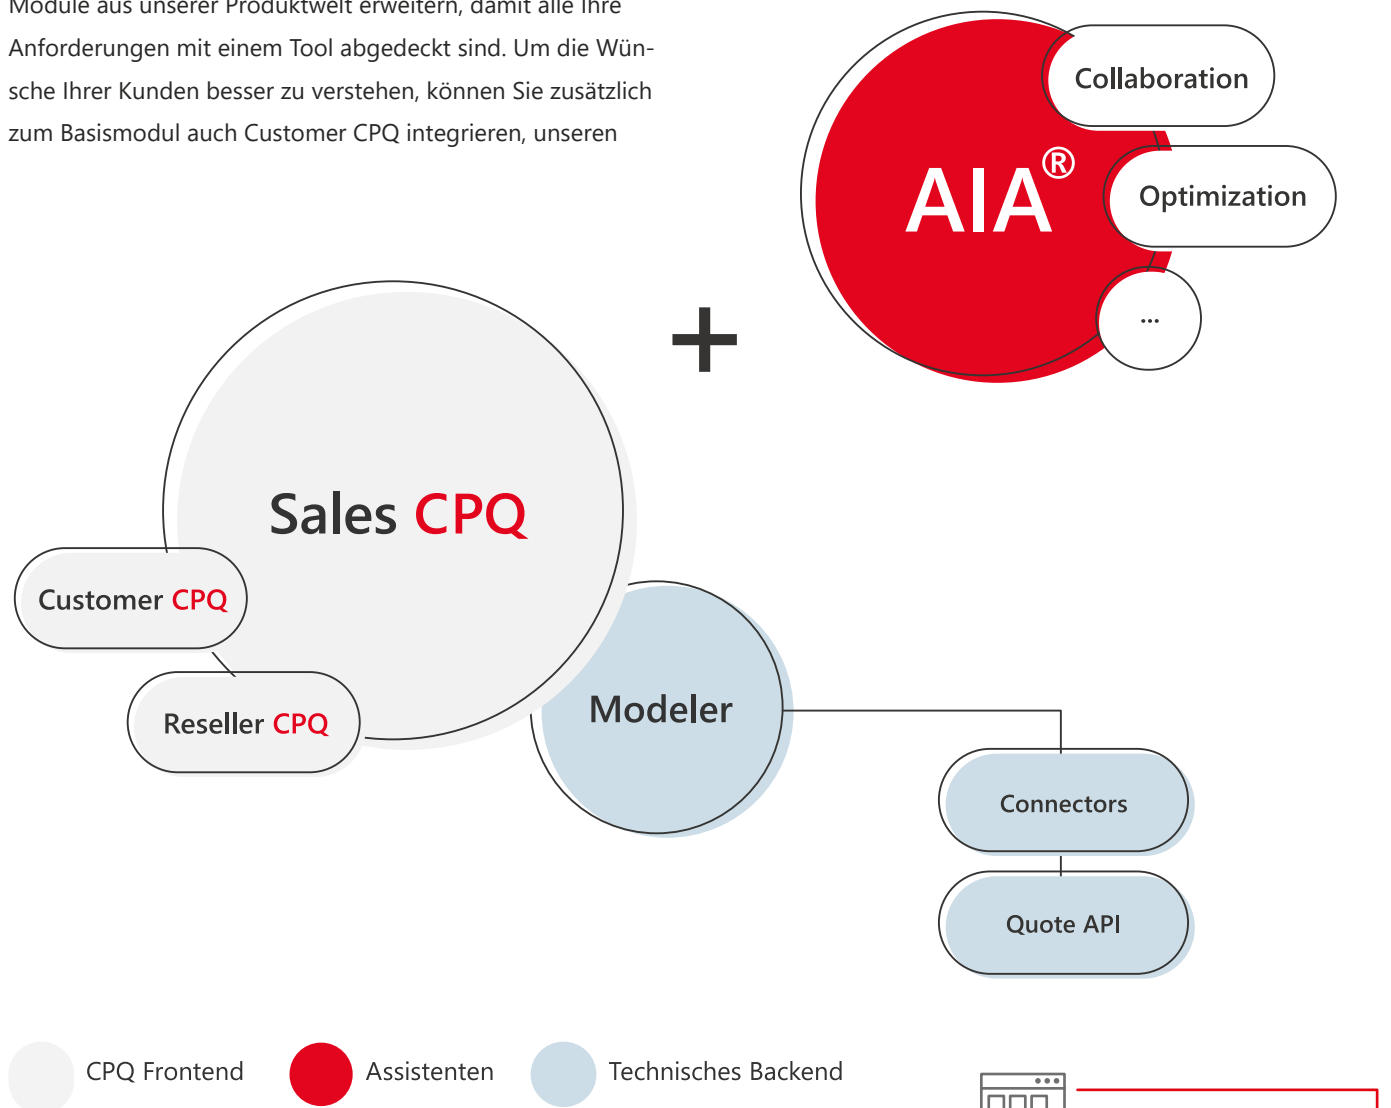 Module aus unserer Produktwelt erweitern, damit alle Ihre
Anforderungen mit einem Tool abgedeckt sind. Um die Wün-
sche Ihrer Kunden besser zu verstehen, können Sie zusätzlich
zum Basismodul auch Customer CPQ integrieren, unseren
Collaboration
AIA®
Optimization
...
Sales CPQ
Customer CPQ
Reseller CPQ
Modeler
Connectors
Quote API
CPQ Frontend
Assistenten
Technisches Backend